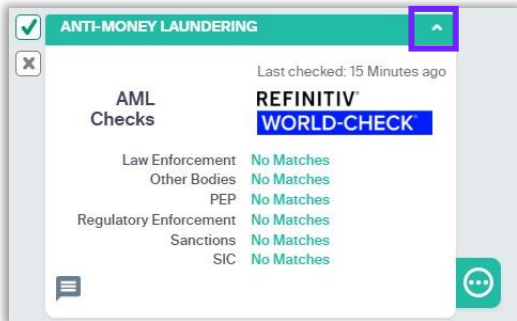 ANTI-MONEY LAUNDERING
Last checked: 15 Minutes ago
AML
Checks
REFINITIV
WORLD-CHECK
Law Enforcement No Matches
Other Bodies No Matches
PEP No Matches
Regulatory Enforcement No Matches
Sanctions No Matches
SIC No Matches